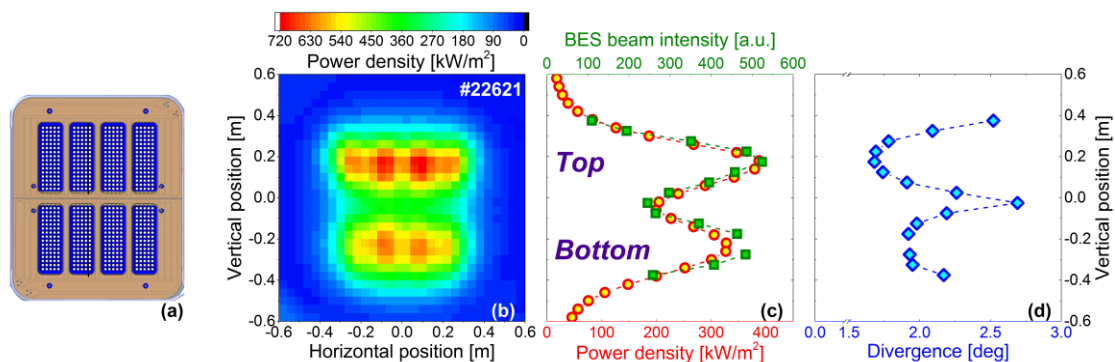 720 630 540 450 360 270 180 90 0
Power density [kW/m²]
BES beam intensity [a.u.]
0 100 200 300 400 500 600
#22621
0.6
0.4
0.2
0.0
-0.2
-0.4
-0.6
Vertical position [m]
-0.6 -0.4 -0.2 0.0 0.2 0.4 0.6
Horizontal position [m]
(a)
(b)
Top
Bottom
(c)
0 100 200 300 400
Power density [kW/m²]
(d)
0.0 1.5 2.0 2.5 3.0
Divergence [deg]
0.6
0.4
0.2
0.0
-0.2
-0.4
-0.6
Vertical position [m]